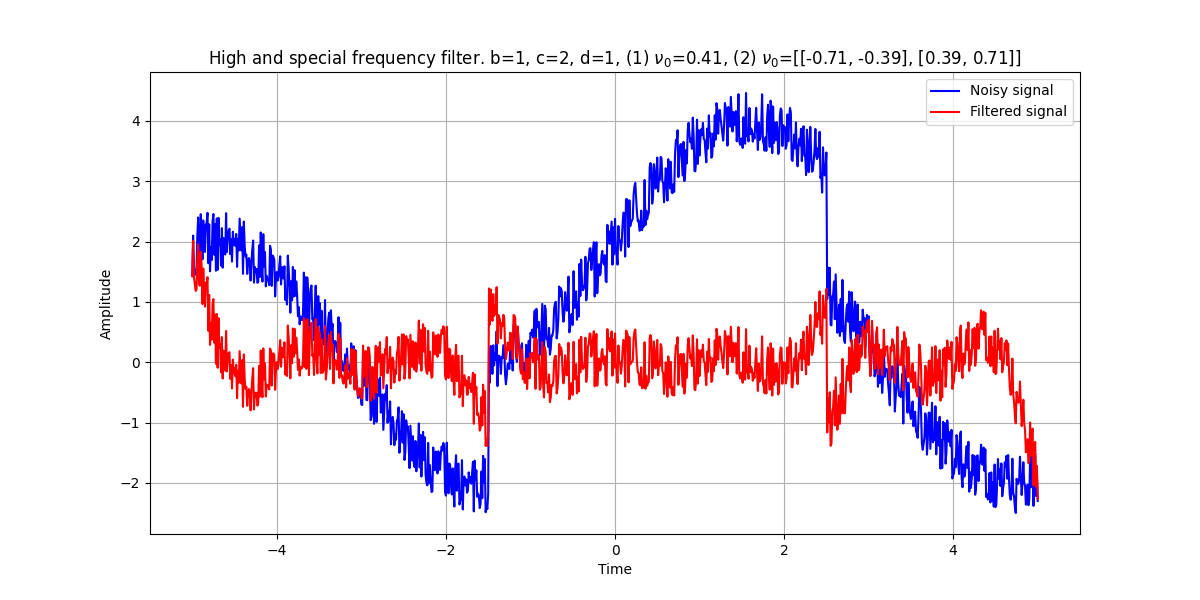 High and special frequency filter. b=1, c=2, d=1, (1) ν₀=0.41, (2) ν₀=[[-0.71, -0.39], [0.39, 0.71]]
Noisy signal
Filtered signal
Amplitude
4
3
2
1
0
−1
−2
−4 −2 0 2 4
Time